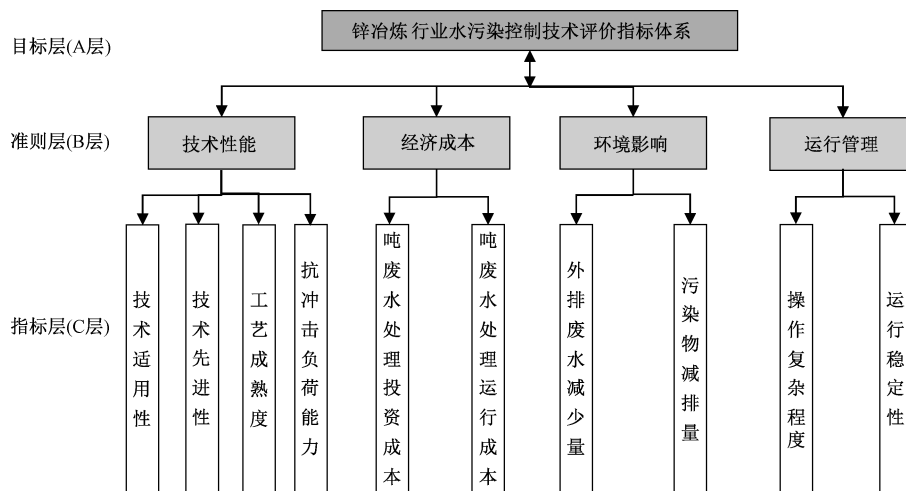 锌冶炼 行业水污染控制技术评价指标体系
目标层(A层)
准则层(B层)
技术性能
经济成本
环境影响
运行管理
指标层(C层)
技术适用性
技术先进性
工艺成熟度
抗冲击负荷能力
吨废水处理投资成本
吨废水处理运行成本
外排废水减少量
污染物减排量
操作复杂程度
运行稳定性